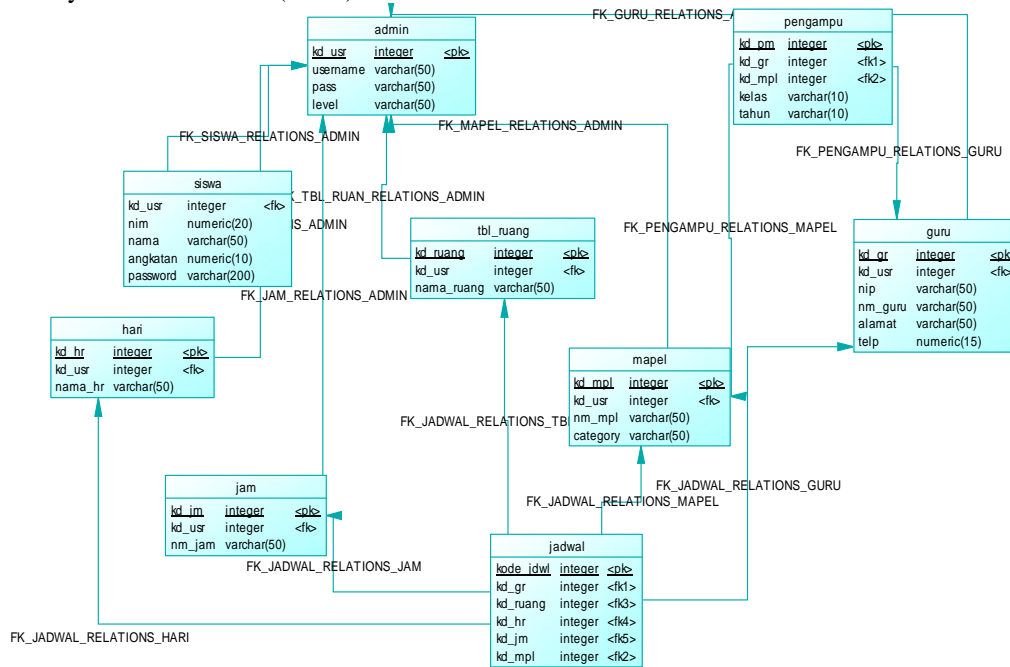 admin
kd_usr integer <pk>
username varchar(50)
pass varchar(50)
level varchar(50)
FK_GURU_RELATIONS_A
pengampu
kd_pm integer <pk>
kd_gr integer <fk1>
kd_mpl integer <fk2>
kelas varchar(10)
tahun varchar(10)
FK_SISWA_RELATIONS_ADMIN
FK_MAPEL_RELATIONS_ADMIN
FK_PENGAMPU_RELATIONS_GURU
siswa
kd_usr integer <fk>
nim numeric(20)
nama varchar(50)
angkatan numeric(10)
password varchar(200)
K_TBL_RUAN_RELATIONS_ADMIN
NS_ADMIN
tbl_ruang
kd_ruang integer <pk>
kd_usr integer <fk>
nama_ruang varchar(50)
FK_PENGAMPU_RELATIONS_MAPEL
guru
kd_gr integer <pk
kd_usr integer <fk>
nip varchar(50)
nm_guru varchar(50)
alamat varchar(50)
telp numeric(15)
FK_JAM_RELATIONS_ADMIN
hari
kd_hr integer <pk>
kd_usr integer <fk>
nama_hr varchar(50)
mapel
kd_mpl integer <pk>
kd_usr integer <fk>
nm_mpl varchar(50)
category varchar(50)
FK_JADWAL_RELATIONS_TB
jam
kd_jm integer <pk>
kd_usr integer <fk>
nm_jam varchar(50)
FK_JADWAL_RELATIONS_GURU
FK_JADWAL_RELATIONS_MAPEL
FK_JADWAL_RELATIONS_JAM
jadwal
kode_jdwl integer <pk>
kd_gr integer <fk1>
kd_ruang integer <fk3>
kd_hr integer <fk4>
kd_jm integer <fk5>
kd_mpl integer <fk2>
FK_JADWAL_RELATIONS_HARI